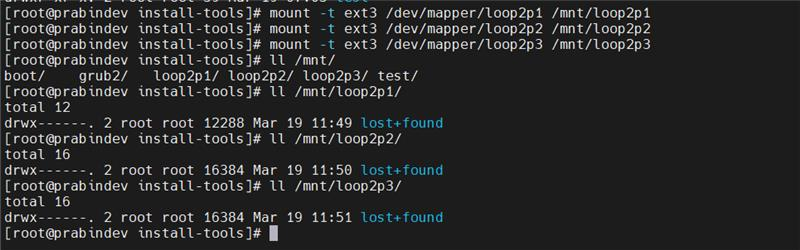 [root@prabindev install-tools]# mount -t ext3 /dev/mapper/loop2p1 /mnt/loop2p1
[root@prabindev install-tools]# mount -t ext3 /dev/mapper/loop2p2 /mnt/loop2p2
[root@prabindev install-tools]# mount -t ext3 /dev/mapper/loop2p3 /mnt/loop2p3
[root@prabindev install-tools]# ll /mnt/
boot/    grub2/   loop2p1/ loop2p2/ loop2p3/ test/
[root@prabindev install-tools]# ll /mnt/loop2p1/
total 12
drwx------. 2 root root 12288 Mar 19 11:49 lost+found
[root@prabindev install-tools]# ll /mnt/loop2p2/
total 16
drwx------. 2 root root 16384 Mar 19 11:50 lost+found
[root@prabindev install-tools]# ll /mnt/loop2p3/
total 16
drwx------. 2 root root 16384 Mar 19 11:51 lost+found
[root@prabindev install-tools]#